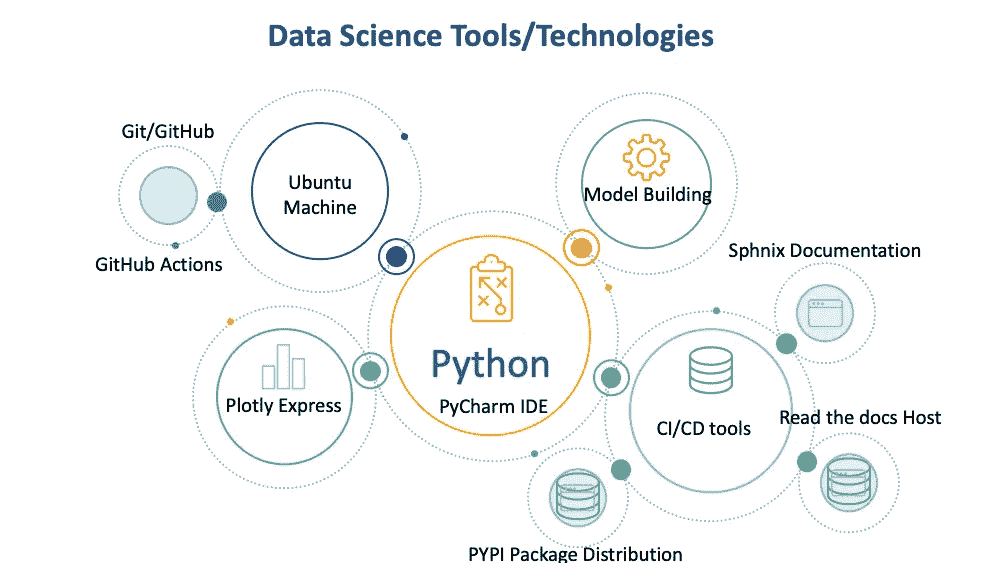 Data Science Tools/Technologies
Git/GitHub
Ubuntu
Machine
Model Building
GitHub Actions
Sphnix Documentation
Python
PyCharm IDE
Plotly Express
CI/CD tools
Read the docs Host
PYPI Package Distribution